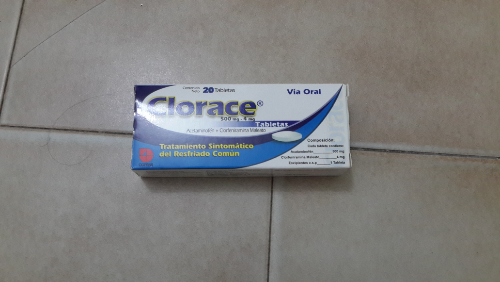 20 Tabletas
Via Oral
Clorace®
500 mg - 4 mg
Tabletas
Acetaminofén + Clorfeniramina Maleato
Tratamiento Sintomático
del Resfriado Común
Composición
Cada tableta contiene:
Acetaminofén 500 mg
Clorfeniramina Maleato 4 mg
Excipientes c.s.p. 1 Tableta